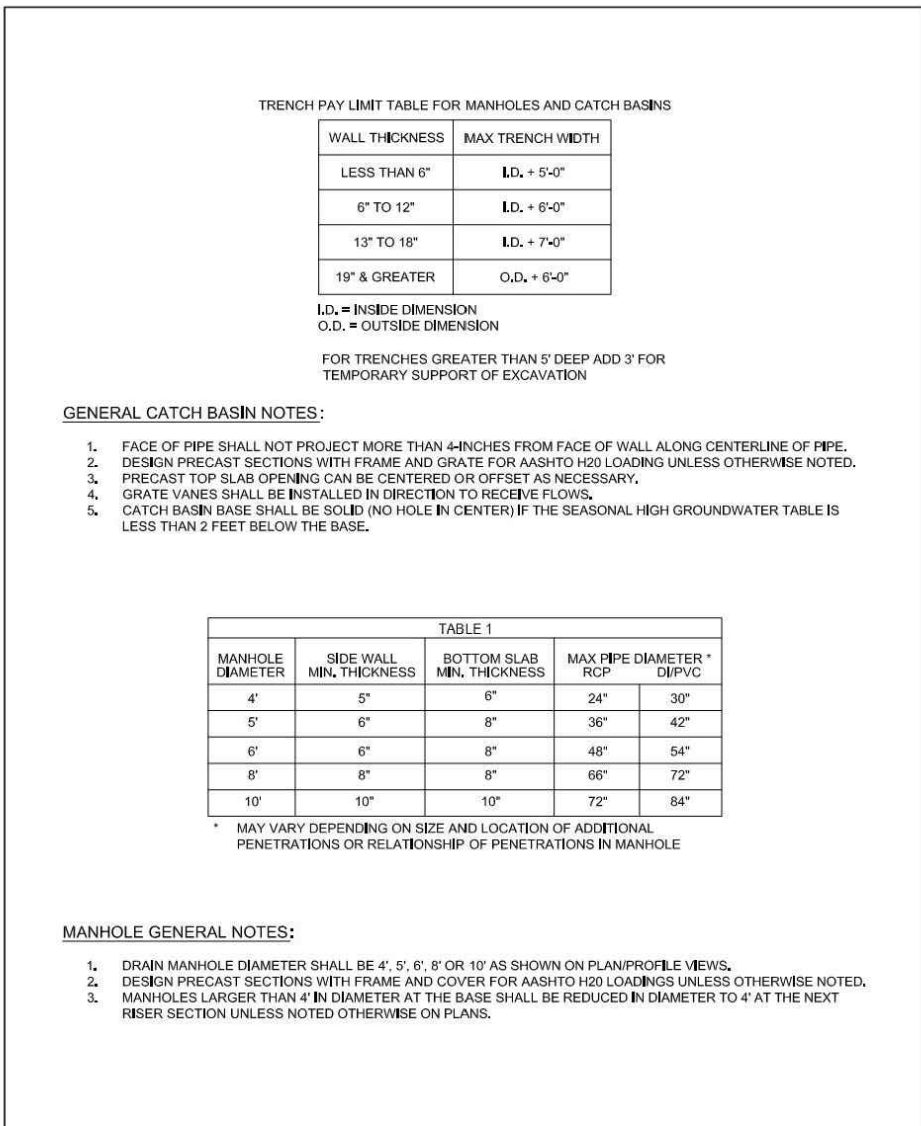 TRENCH PAY LIMIT TABLE FOR MANHOLES AND CATCH BASINS
WALL THICKNESS MAX TRENCH WIDTH
LESS THAN 6" I.D. + 5'-0"
6" TO 12" I.D. + 6'-0"
13" TO 18" I.D. + 7'-0"
19" & GREATER O.D. + 6'-0"
I.D. = INSIDE DIMENSION
O.D. = OUTSIDE DIMENSION
FOR TRENCHES GREATER THAN 5' DEEP ADD 3' FOR
TEMPORARY SUPPORT OF EXCAVATION
GENERAL CATCH BASIN NOTES:
1. FACE OF PIPE SHALL NOT PROJECT MORE THAN 4-INCHES FROM FACE OF WALL ALONG CENTERLINE OF PIPE.
2. DESIGN PRECAST SECTIONS WITH FRAME AND GRATE FOR AASHTO H20 LOADING UNLESS OTHERWISE NOTED.
3. PRECAST TOP SLAB OPENING CAN BE CENTERED OR OFFSET AS NECESSARY.
4. GRATE VANES SHALL BE INSTALLED IN DIRECTION TO RECEIVE FLOWS.
5. CATCH BASIN BASE SHALL BE SOLID (NO HOLE IN CENTER) IF THE SEASONAL HIGH GROUNDWATER TABLE IS
LESS THAN 2 FEET BELOW THE BASE.
TABLE 1
MANHOLE SIDE WALL BOTTOM SLAB MAX PIPE DIAMETER *
DIAMETER MIN. THICKNESS MIN. THICKNESS RCP DI/PVC
4' 5" 6" 24" 30"
5' 6" 8" 36" 42"
6' 6" 8" 48" 54"
8' 8" 8" 66" 72"
10' 10" 10" 72" 84"
* MAY VARY DEPENDING ON SIZE AND LOCATION OF ADDITIONAL
PENETRATIONS OR RELATIONSHIP OF PENETRATIONS IN MANHOLE
MANHOLE GENERAL NOTES:
1. DRAIN MANHOLE DIAMETER SHALL BE 4', 5', 6', 8' OR 10' AS SHOWN ON PLAN/PROFILE VIEWS.
2. DESIGN PRECAST SECTIONS WITH FRAME AND COVER FOR AASHTO H20 LOADINGS UNLESS OTHERWISE NOTED.
3. MANHOLES LARGER THAN 4' IN DIAMETER AT THE BASE SHALL BE REDUCED IN DIAMETER TO 4' AT THE NEXT
RISER SECTION UNLESS NOTED OTHERWISE ON PLANS.